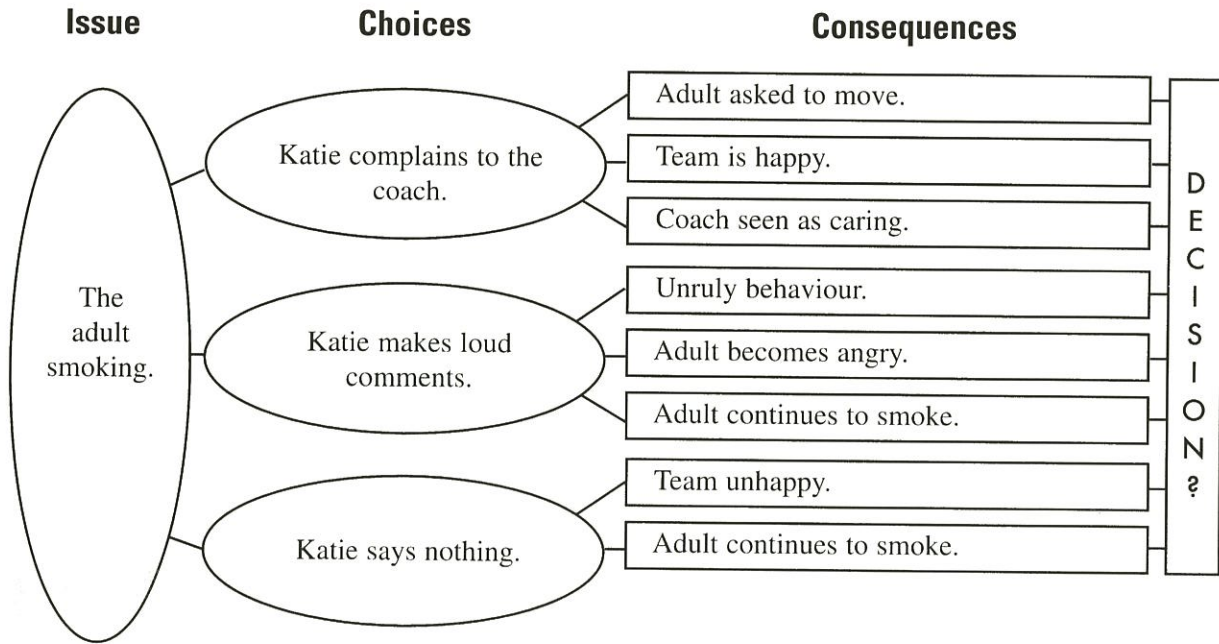 Issue
Choices
Consequences
The
adult
smoking.
Katie complains to the
coach.
Adult asked to move.
Team is happy.
Coach seen as caring.
Katie makes loud
comments.
Unruly behaviour.
Adult becomes angry.
Adult continues to smoke.
Katie says nothing.
Team unhappy.
Adult continues to smoke.
DECISION?